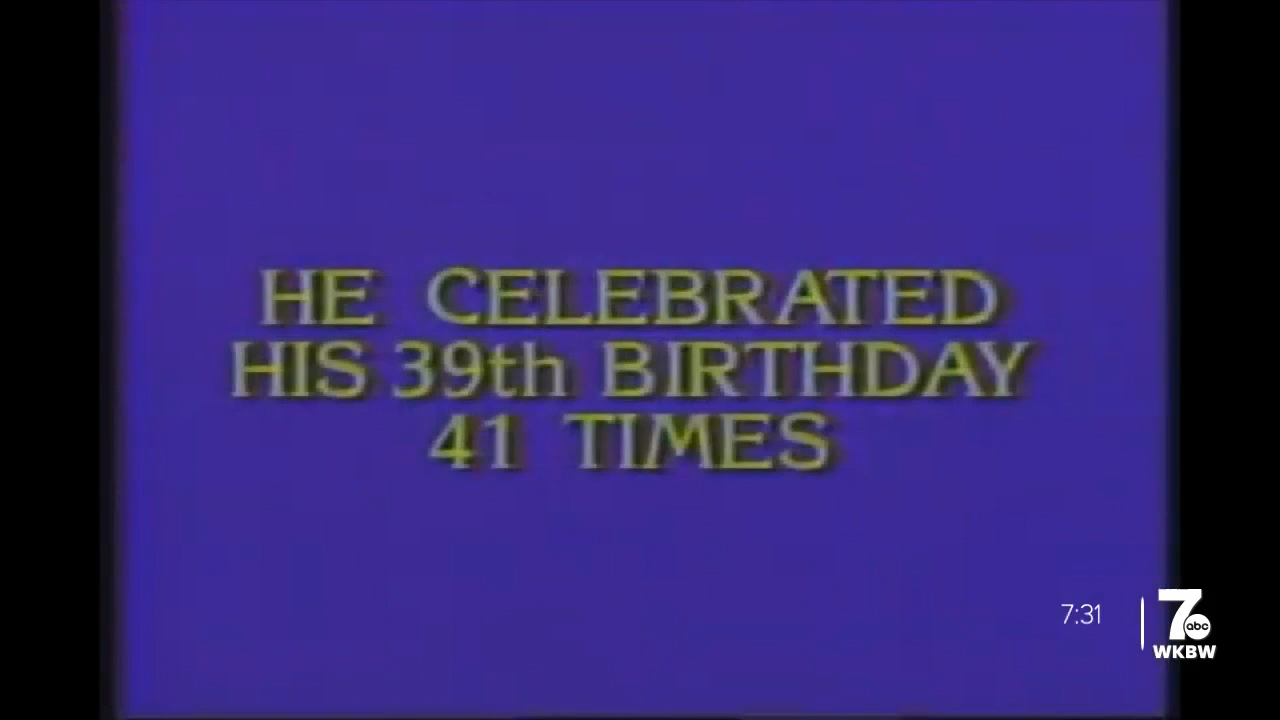 HE CELEBRATED
HIS 39th BIRTHDAY
41 TIMES
7:31
7
abc
WKBW